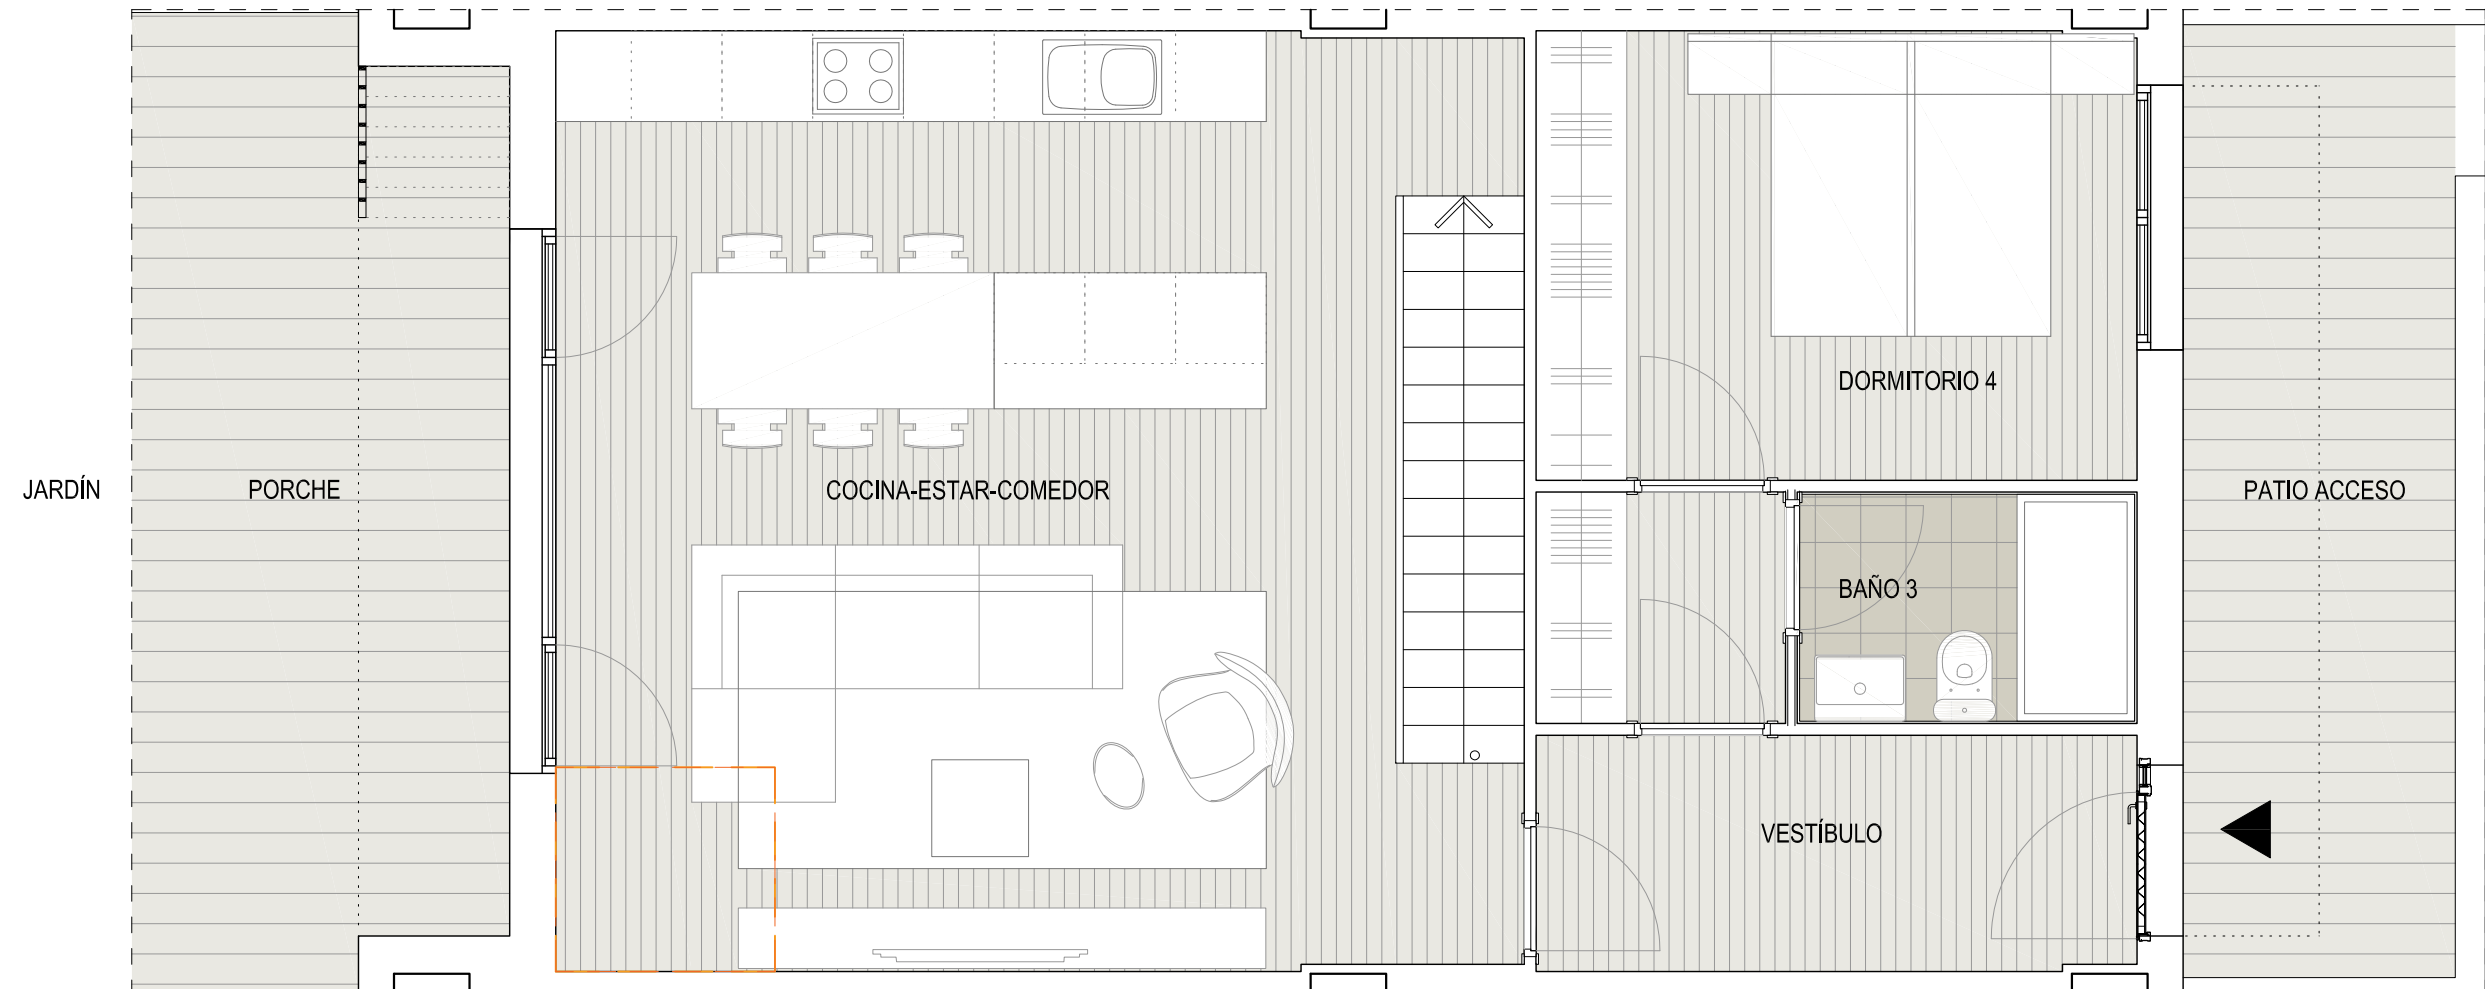 DORMITORIO 4
JARDÍN
PORCHE
COCINA-ESTAR-COMEDOR
PATIO ACCESO
BAÑO 3
VESTÍBULO